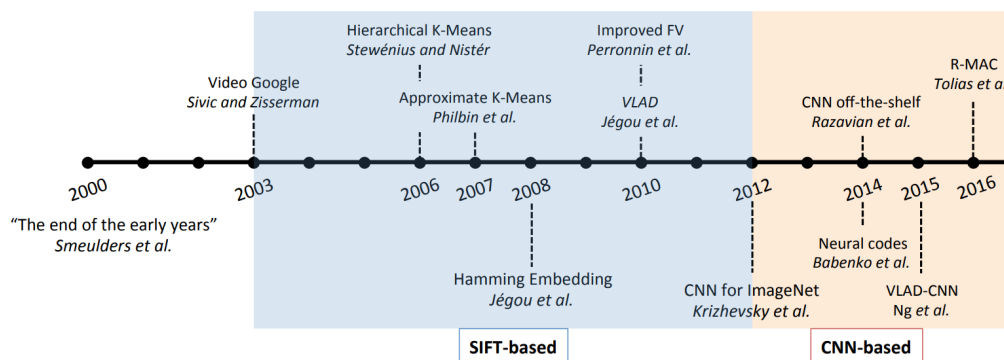 Hierarchical K-Means
Stewénius and Nistér
Improved FV
Perronnin et al.
R-MAC
Tolias et al.
Video Google
Sivic and Zisserman
Approximate K-Means
Philbin et al.
VLAD
Jégou et al.
CNN off-the-shelf
Razavian et al.
2000
2003
2006
2007
2008
2010
2012
2014
2015
2016
“The end of the early years”
Smeulders et al.
Hamming Embedding
Jégou et al.
CNN for ImageNet
Krizhevsky et al.
Neural codes
Babenko et al.
VLAD-CNN
Ng et al.
SIFT-based
CNN-based